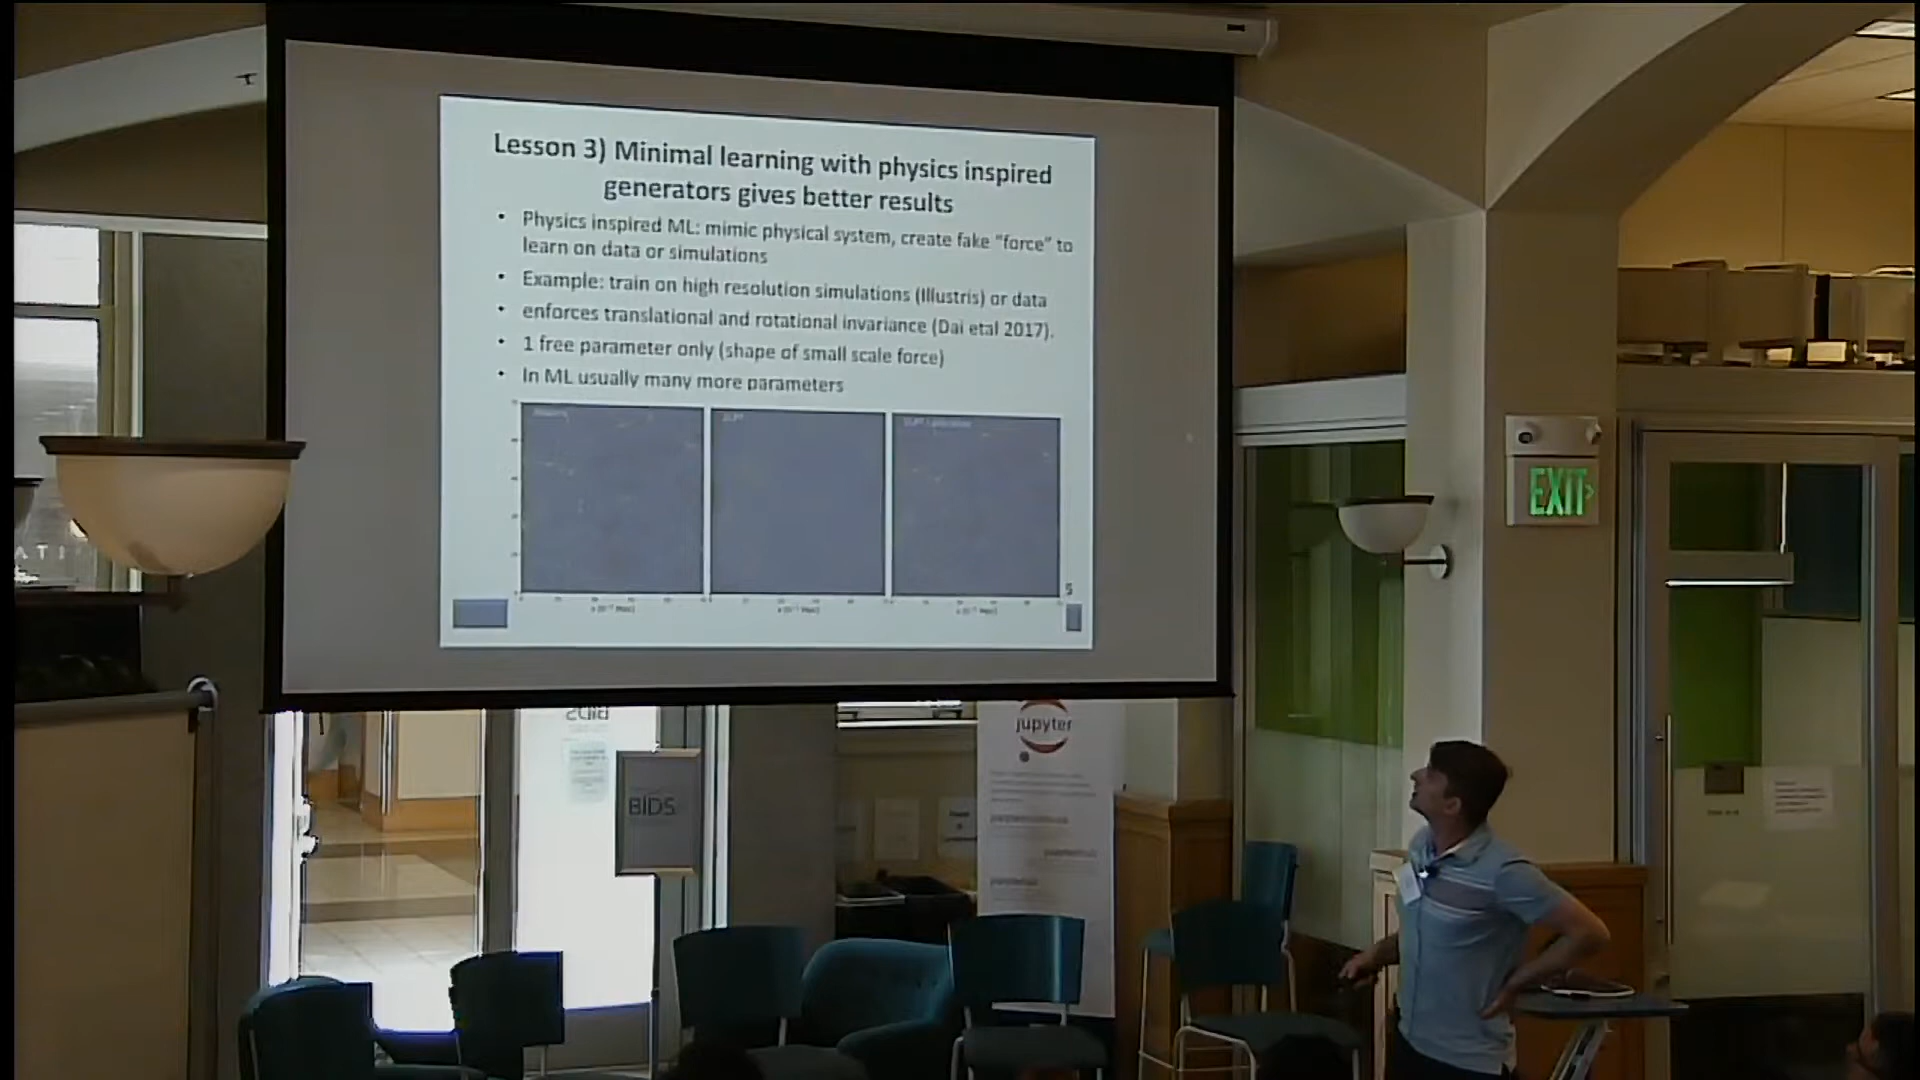 Lesson 3) Minimal learning with physics inspired
generators gives better results
• Physics inspired ML: mimic physical system, create fake "force" to
learn on data or simulations
• Example: train on high resolution simulations (Illustris) or data
• enforces translational and rotational invariance (Dai etal 2017).
• 1 free parameter only (shape of small scale force)
• In ML usually many more parameters
5
EXIT
jupyter
BIDS